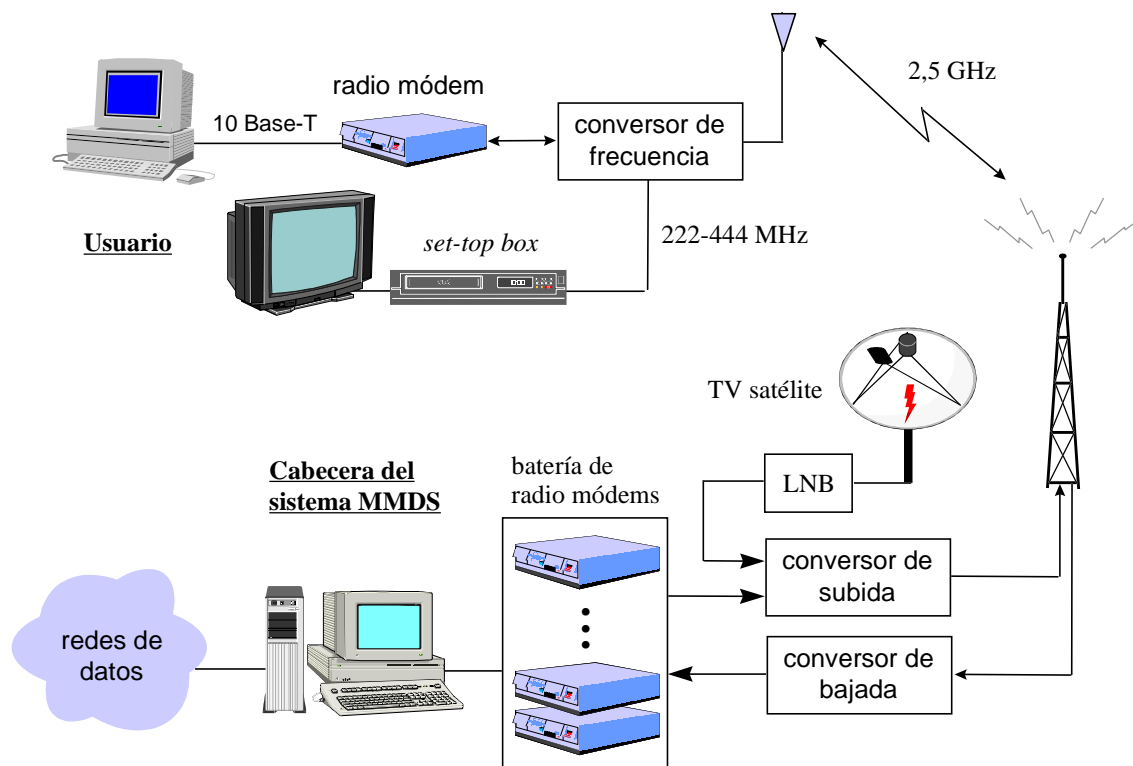 2,5 GHz
radio módem
10 Base-T
conversor de
frecuencia
Usuario
set-top box
222-444 MHz
TV satélite
Cabecera del
sistema MMDS
batería de
radio módems
LNB
conversor de
subida
redes de
datos
conversor de
bajada